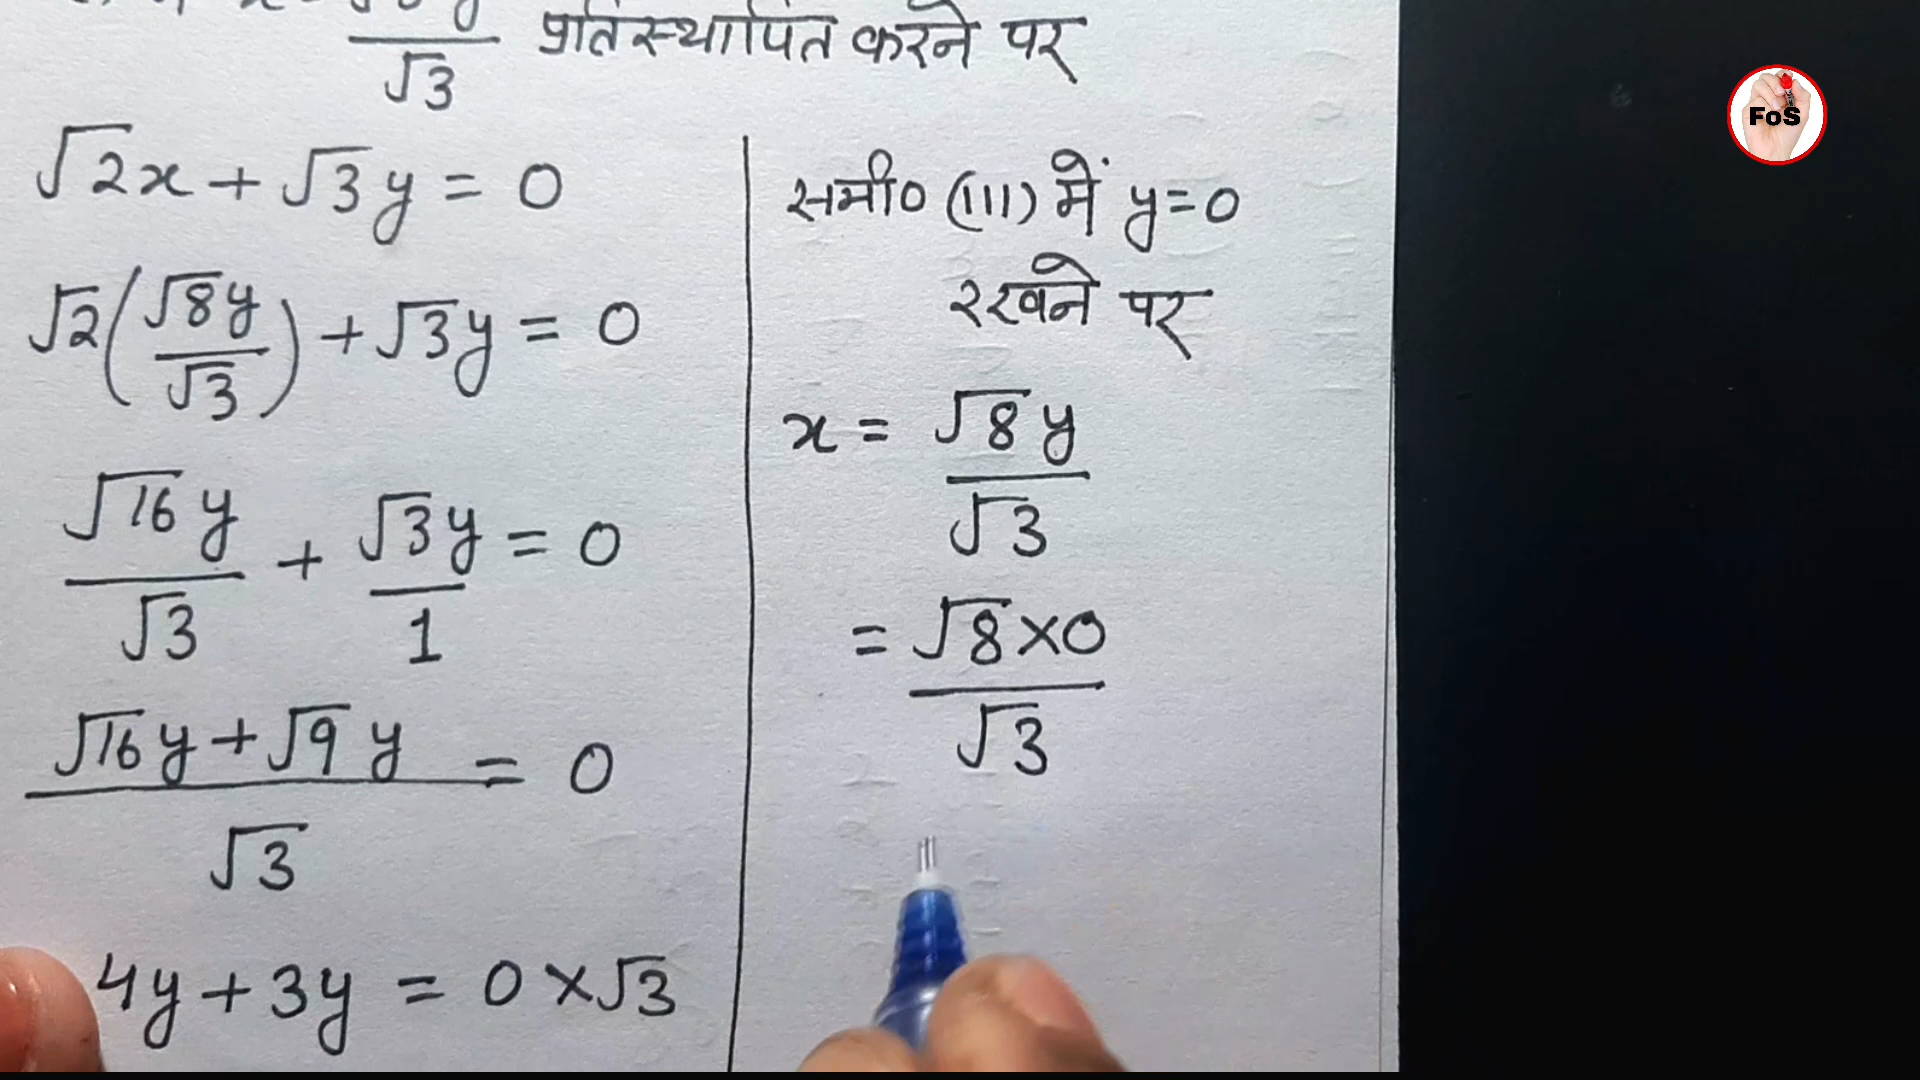 √3 प्रतिस्थापित करने पर
√2x + √3y = 0
√2(√8y/√3) + √3y = 0
√16y/√3 + √3y/1 = 0
(√16y + √9y)/√3 = 0
4y + 3y = 0 × √3
समी० (III) में y = 0
रखने पर
x = √8y/√3
= √8×0/√3
FoS